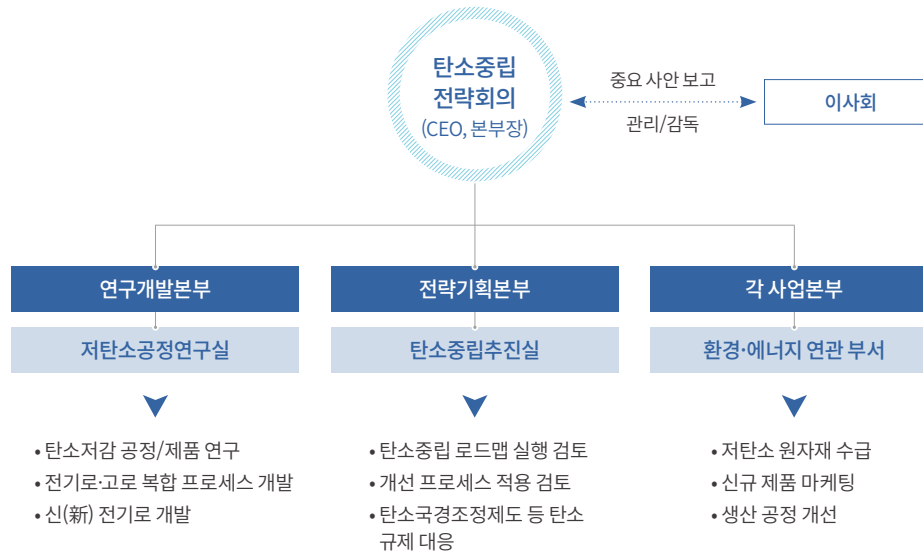 탄소중립
전략회의
(CEO, 본부장)
중요 사안 보고
관리/감독
이사회
연구개발본부
저탄소공정연구실
• 탄소저감 공정/제품 연구
• 전기로·고로 복합 프로세스 개발
• 신(新) 전기로 개발
전략기획본부
탄소중립추진실
• 탄소중립 로드맵 실행 검토
• 개선 프로세스 적용 검토
• 탄소국경조정제도 등 탄소
규제 대응
각 사업본부
환경·에너지 연관 부서
• 저탄소 원자재 수급
• 신규 제품 마케팅
• 생산 공정 개선